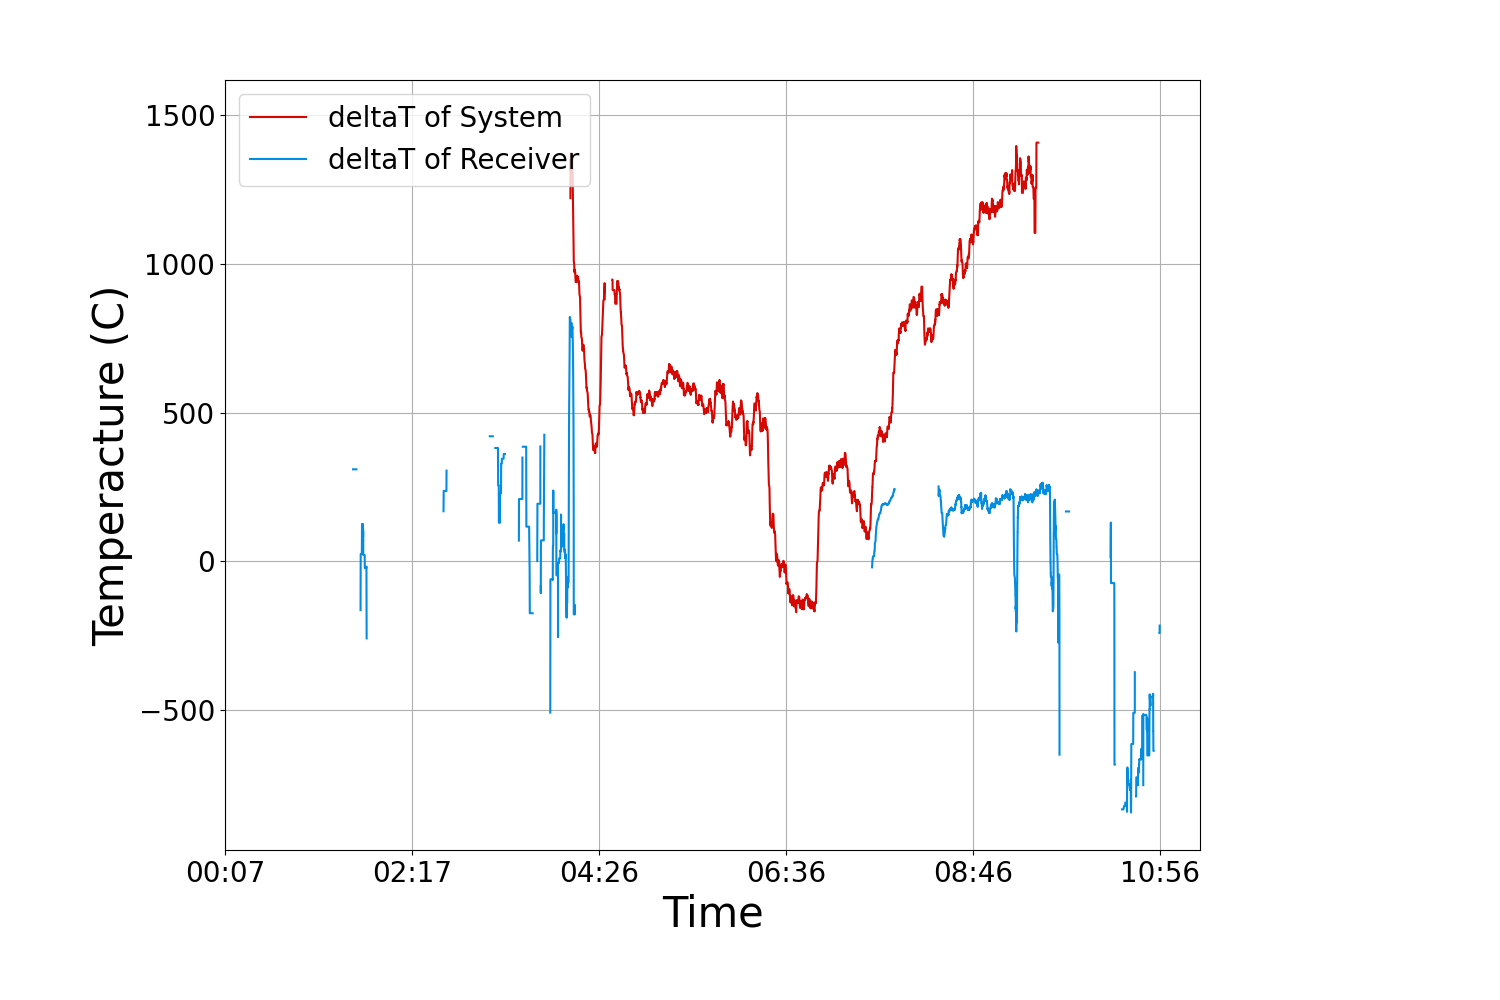 deltaT of System
deltaT of Receiver
1500
1000
500
0
−500
Temperacture (C)
00:07 02:17 04:26 06:36 08:46 10:56
Time